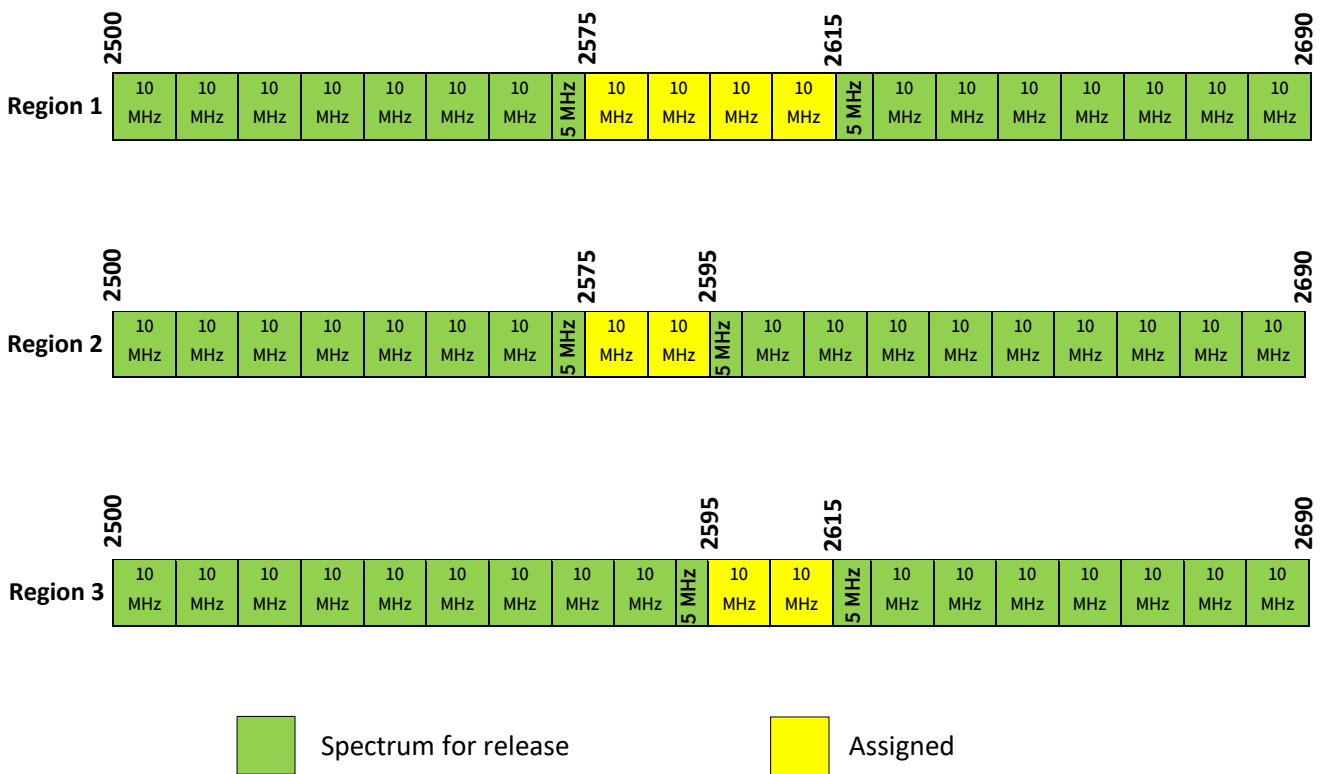 2500 2575 2615 2690
Region 1
10 MHz 10 MHz 10 MHz 10 MHz 10 MHz 10 MHz 10 MHz 5 MHz 10 MHz 10 MHz 10 MHz 10 MHz 5 MHz 10 MHz 10 MHz 10 MHz 10 MHz 10 MHz 10 MHz 10 MHz
2500 2575 2595 2690
Region 2
10 MHz 10 MHz 10 MHz 10 MHz 10 MHz 10 MHz 10 MHz 5 MHz 10 MHz 10 MHz 5 MHz 10 MHz 10 MHz 10 MHz 10 MHz 10 MHz 10 MHz 10 MHz 10 MHz 10 MHz
2500 2595 2615 2690
Region 3
10 MHz 10 MHz 10 MHz 10 MHz 10 MHz 10 MHz 10 MHz 10 MHz 10 MHz 5 MHz 10 MHz 10 MHz 5 MHz 10 MHz 10 MHz 10 MHz 10 MHz 10 MHz 10 MHz 10 MHz
Spectrum for release
Assigned